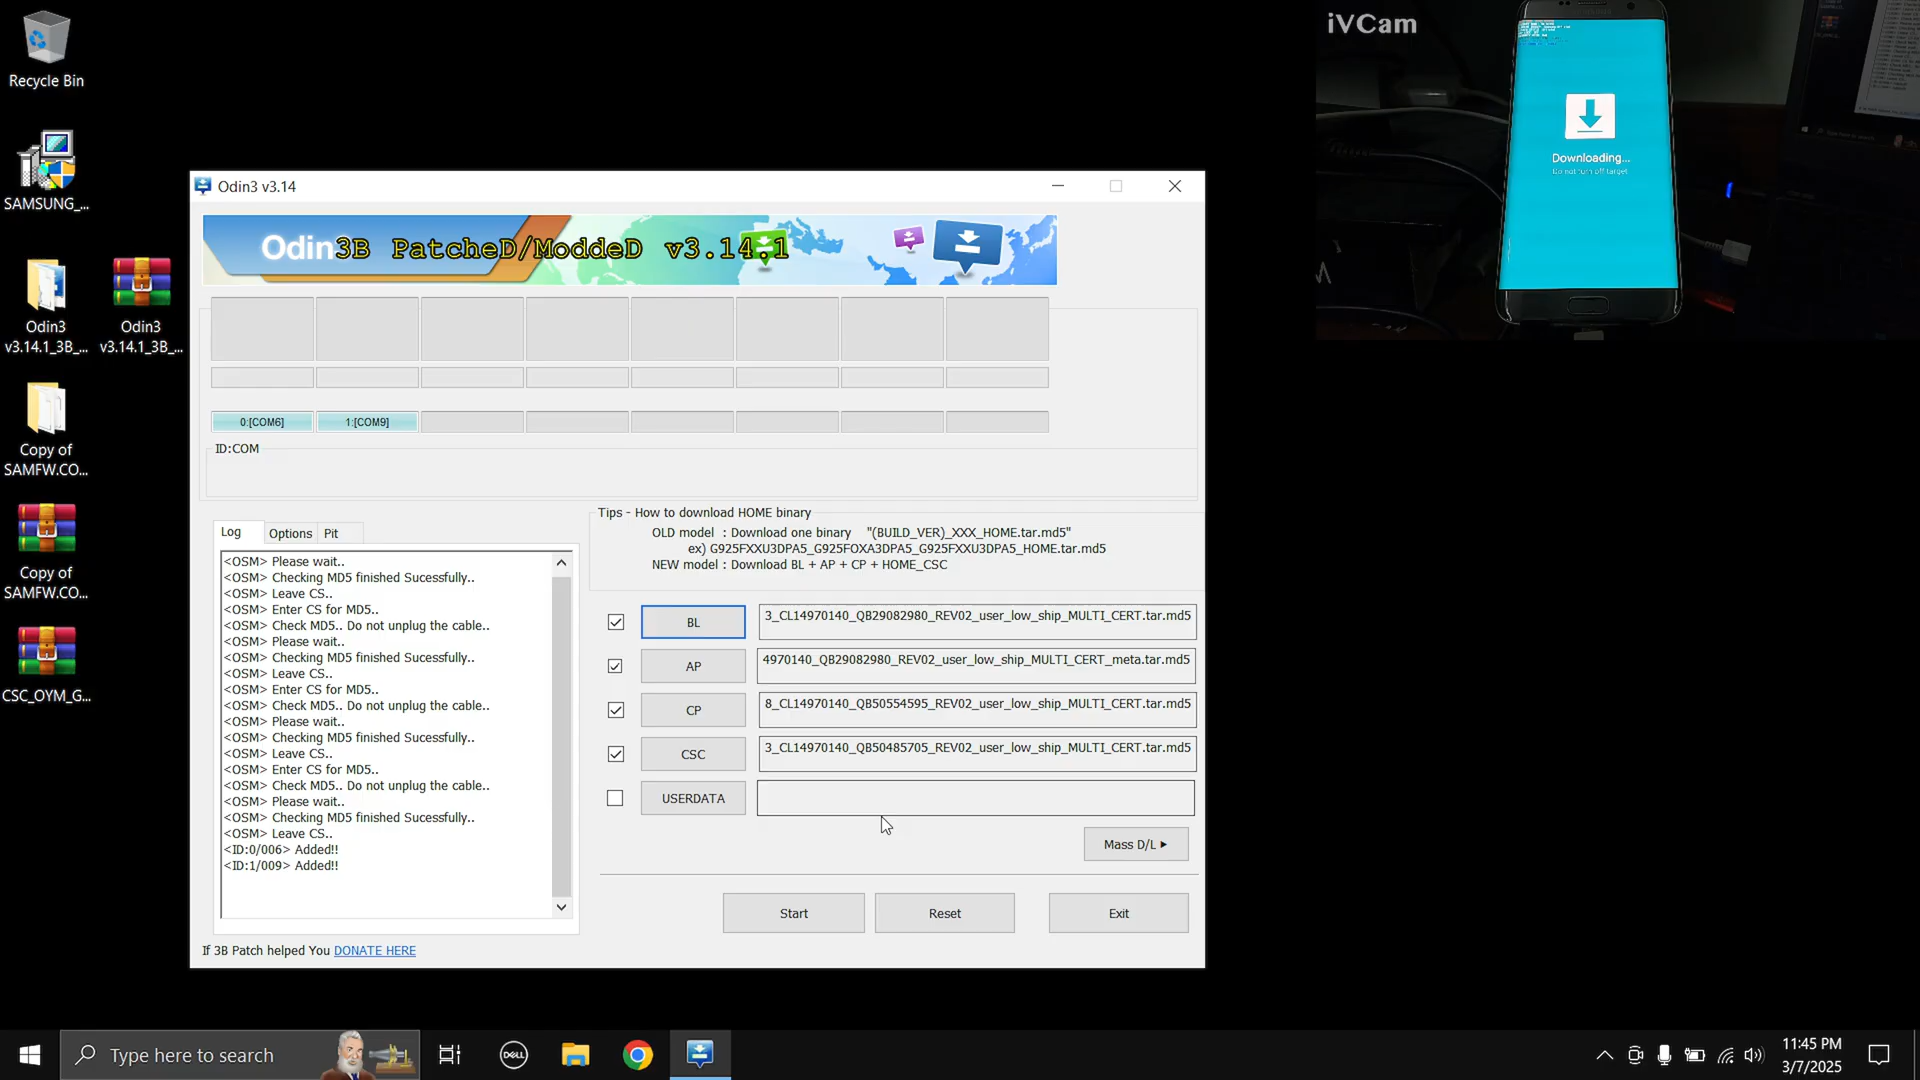 iVCam
Downloading...
Do not turn off target
Recycle Bin
SAMSUNG_...
Odin3
v3.14.1_3B_...
Odin3
v3.14.1_3B_...
Copy of
SAMFW.CO...
Copy of
SAMFW.CO...
CSC_OYM_G...
Odin3 v3.14
Odin3B PatcheD/ModdeD v3.14.1
0:[COM6]
1:[COM9]
ID:COM
Log
Options
Pit
<OSM> Please wait..
<OSM> Checking MD5 finished Sucessfully..
<OSM> Leave CS..
<OSM> Enter CS for MD5..
<OSM> Check MD5.. Do not unplug the cable..
<OSM> Please wait..
<OSM> Checking MD5 finished Sucessfully..
<OSM> Leave CS..
<OSM> Enter CS for MD5..
<OSM> Check MD5.. Do not unplug the cable..
<OSM> Please wait..
<OSM> Checking MD5 finished Sucessfully..
<OSM> Leave CS..
<OSM> Enter CS for MD5..
<OSM> Check MD5.. Do not unplug the cable..
<OSM> Please wait..
<OSM> Checking MD5 finished Sucessfully..
<OSM> Leave CS..
<ID:0/006> Added!!
<ID:1/009> Added!!
Tips - How to download HOME binary
OLD model : Download one binary "(BUILD_VER)_XXX_HOME.tar.md5"
ex) G925FXXU3DPA5_G925FOXA3DPA5_G925FXXU3DPA5_HOME.tar.md5
NEW model : Download BL + AP + CP + HOME_CSC
BL 3_CL14970140_QB29082980_REV02_user_low_ship_MULTI_CERT.tar.md5
AP 4970140_QB29082980_REV02_user_low_ship_MULTI_CERT_meta.tar.md5
CP 8_CL14970140_QB50554595_REV02_user_low_ship_MULTI_CERT.tar.md5
CSC 3_CL14970140_QB50485705_REV02_user_low_ship_MULTI_CERT.tar.md5
USERDATA
Mass D/L
Start
Reset
Exit
If 3B Patch helped You DONATE HERE
Type here to search
DELL
11:45 PM
3/7/2025